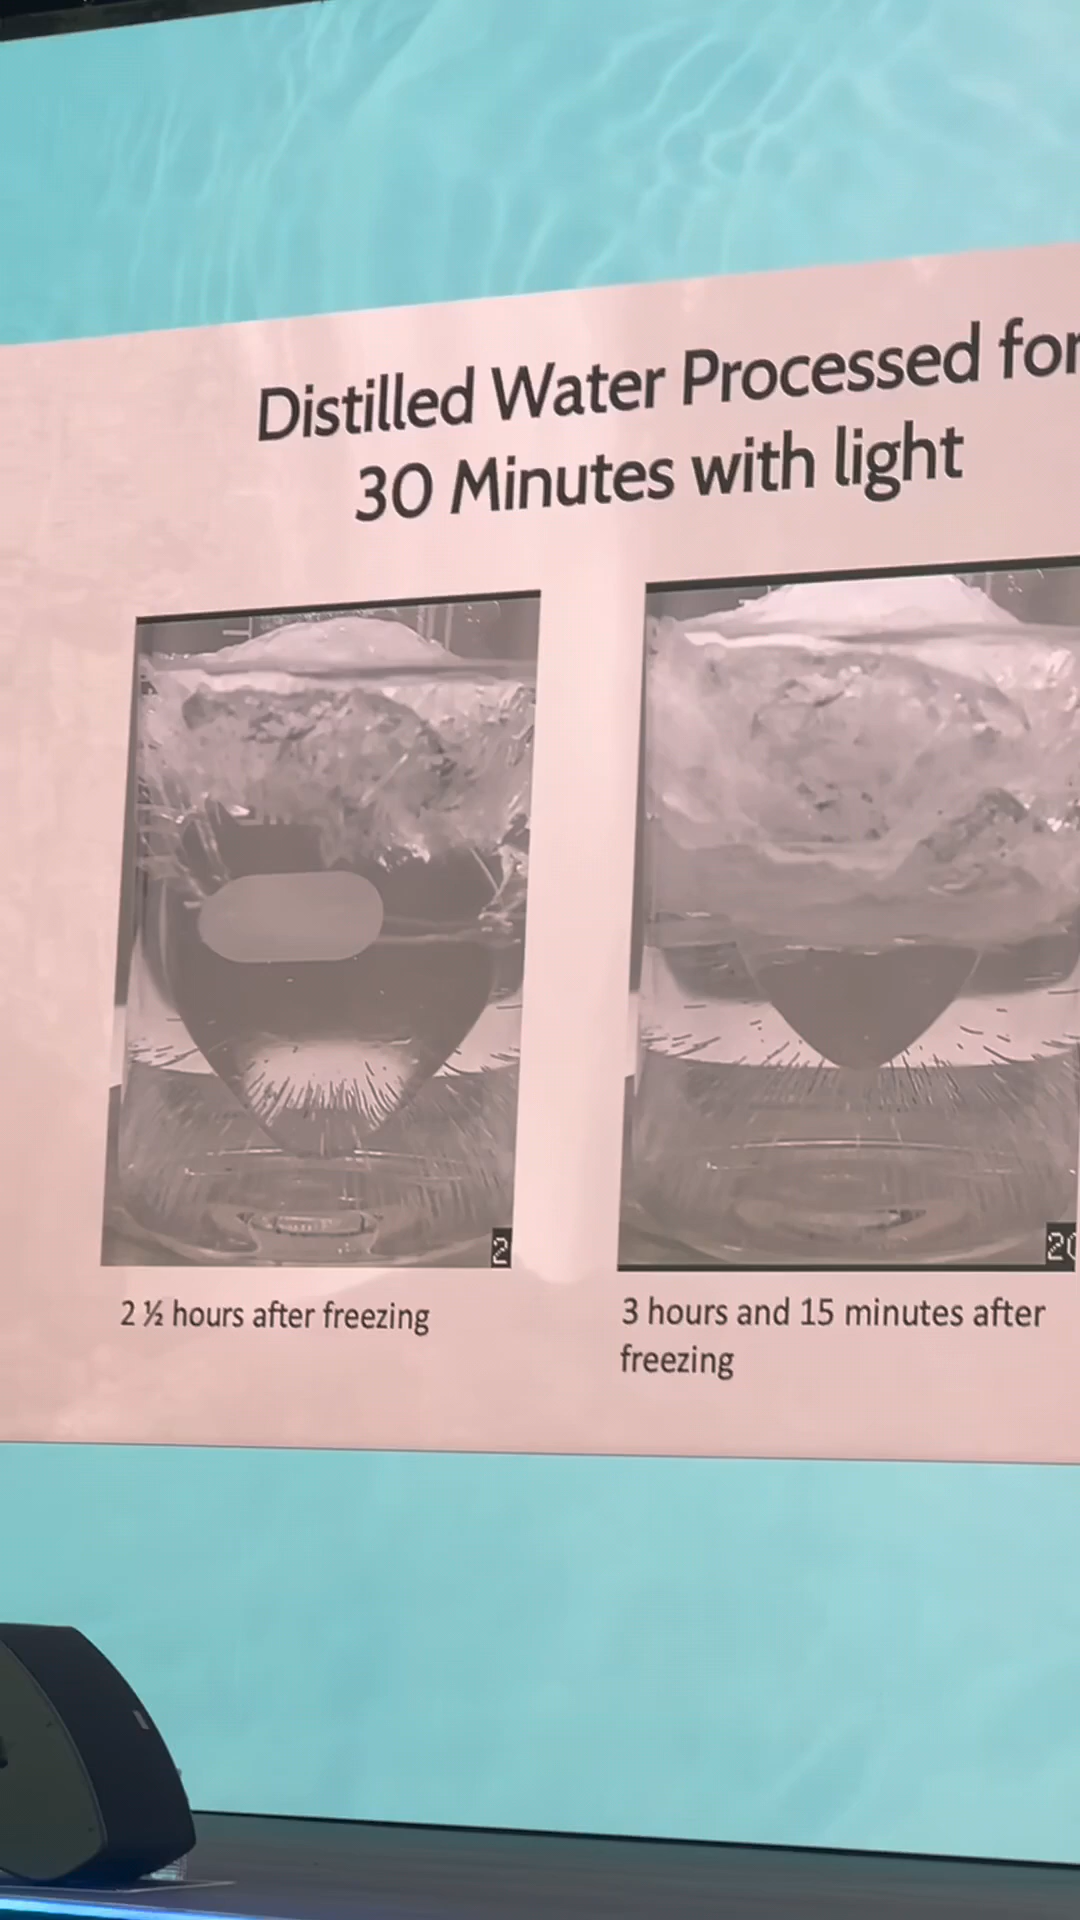 Distilled Water Processed for
30 Minutes with light
2
20
2 ½ hours after freezing
3 hours and 15 minutes after
freezing